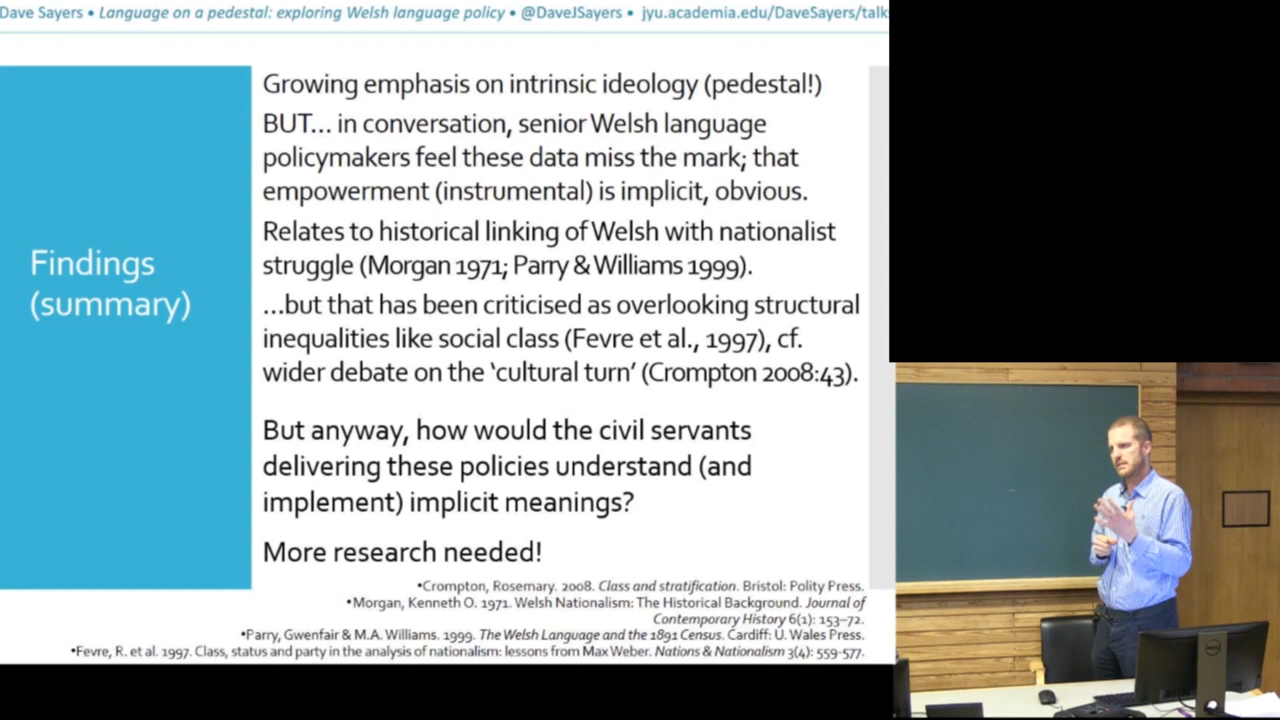 Dave Sayers • Language on a pedestal: exploring Welsh language policy • @DaveJSayers • jyu.academia.edu/DaveSayers/talk
Findings
(summary)
Growing emphasis on intrinsic ideology (pedestal!)
BUT... in conversation, senior Welsh language
policymakers feel these data miss the mark; that
empowerment (instrumental) is implicit, obvious.
Relates to historical linking of Welsh with nationalist
struggle (Morgan 1971; Parry & Williams 1999).
...but that has been criticised as overlooking structural
inequalities like social class (Fevre et al., 1997), cf.
wider debate on the ‘cultural turn’ (Crompton 2008:43).
But anyway, how would the civil servants
delivering these policies understand (and
implement) implicit meanings?
More research needed!
•Crompton, Rosemary. 2008. Class and stratification. Bristol: Polity Press.
•Morgan, Kenneth O. 1971. Welsh Nationalism: The Historical Background. Journal of
Contemporary History 6(1): 153–72.
•Parry, Gwenfair & M.A. Williams. 1999. The Welsh Language and the 1891 Census. Cardiff: U. Wales Press.
•Fevre, R. et al. 1997. Class, status and party in the analysis of nationalism: lessons from Max Weber. Nations & Nationalism 3(4): 559-577.
DELL